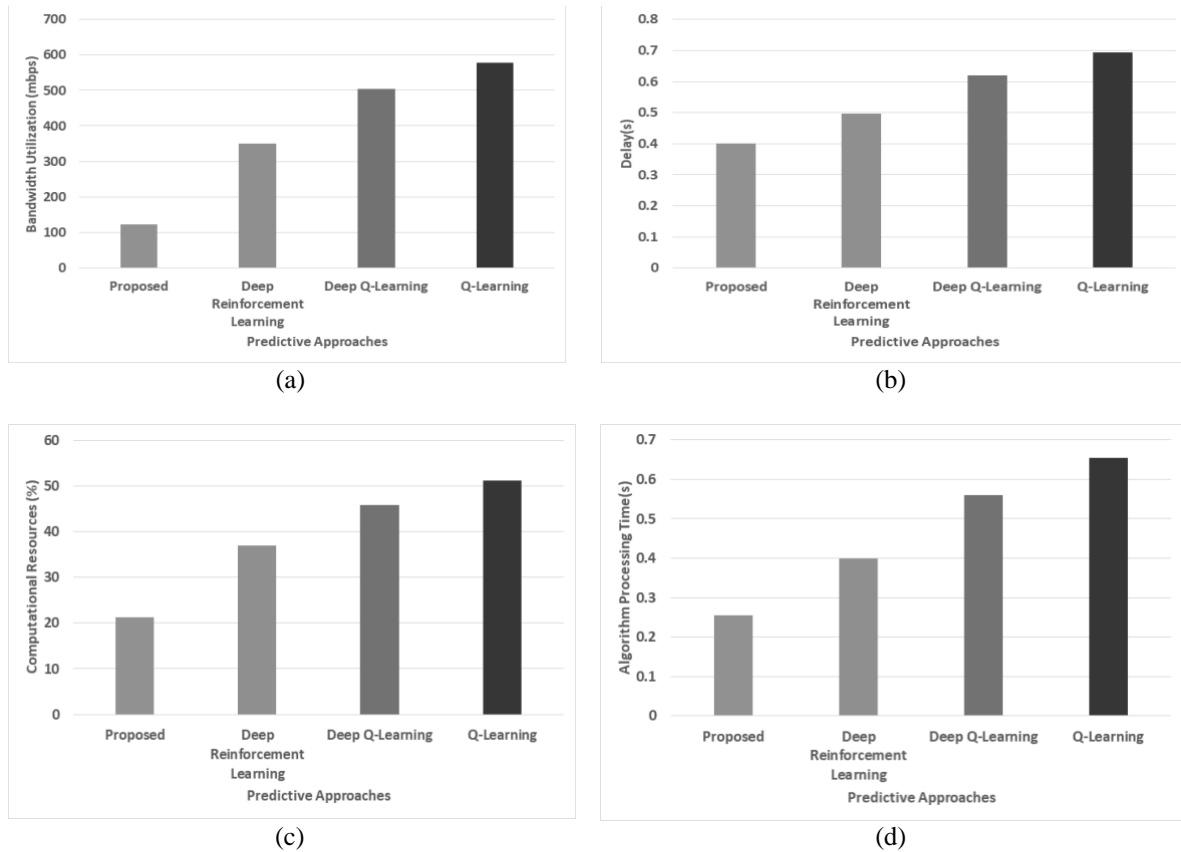 700
600
500
400
300
200
100
0
Bandwidth Utilization (mbps)
Proposed
Deep
Reinforcement
Learning
Deep Q-Learning
Q-Learning
Predictive Approaches
(a)
0.8
0.7
0.6
0.5
0.4
0.3
0.2
0.1
0
Delay(s)
Proposed
Deep
Reinforcement
Learning
Deep Q-Learning
Q-Learning
Predictive Approaches
(b)
60
50
40
30
20
10
0
Computational Resources (%)
Proposed
Deep
Reinforcement
Learning
Deep Q-Learning
Q-Learning
Predictive Approaches
(c)
0.7
0.6
0.5
0.4
0.3
0.2
0.1
0
Algorithm Processing Time(s)
Proposed
Deep
Reinforcement
Learning
Deep Q-Learning
Q-Learning
Predictive Approaches
(d)